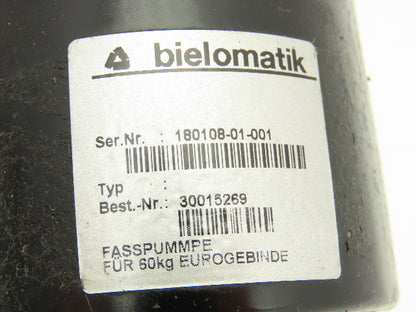 bielomatik
Ser.Nr. : 180108-01-001
Typ :
Best.-Nr.: 30015269
FASSPUMMPE
FÜR 60kg EUROGEBINDE